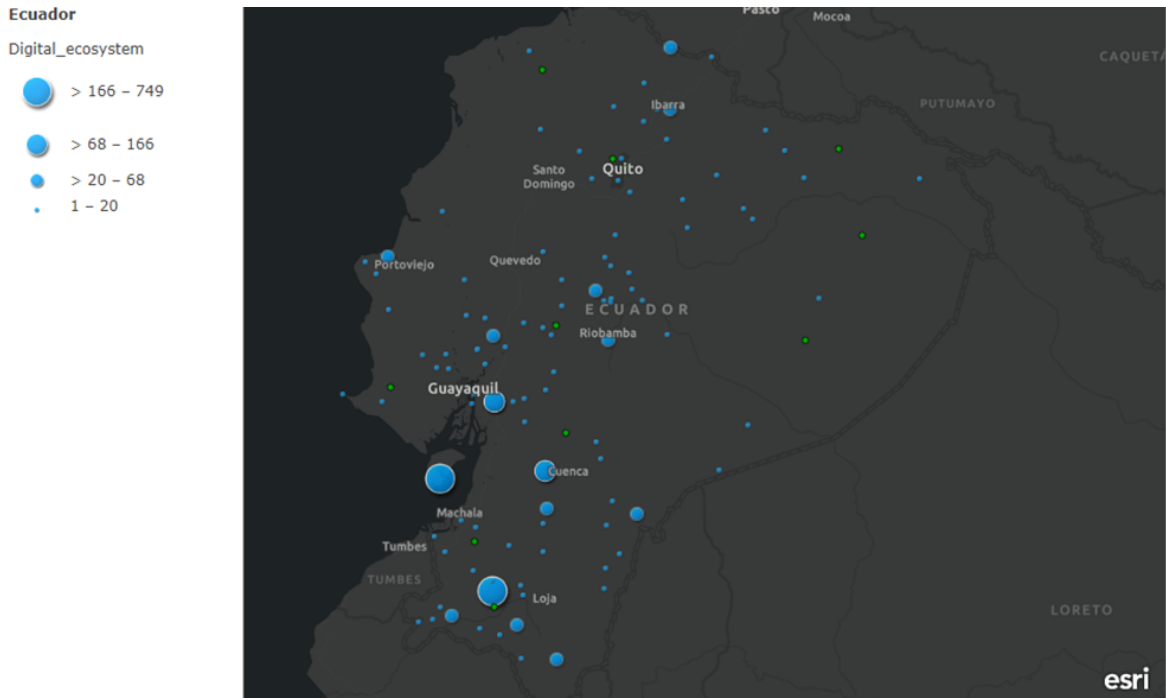 Ecuador
Digital_ecosystem
> 166 – 749
> 68 – 166
> 20 – 68
1 – 20
Pasco
Mocoa
CAQUETÁ
PUTUMAYO
Ibarra
Quito
Santo
Domingo
Portoviejo
Quevedo
ECUADOR
Riobamba
Guayaquil
Cuenca
Machala
Tumbes
TUMBES
Loja
LORETO
esri